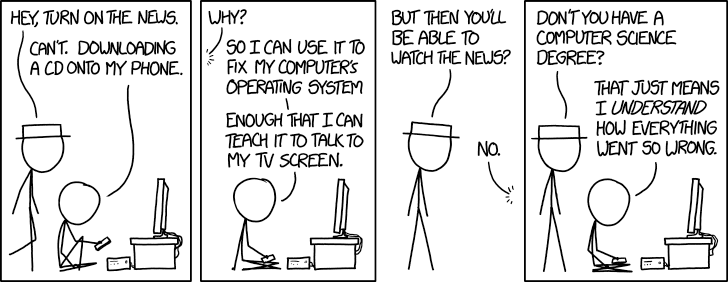 HEY, TURN ON THE NEWS.
CAN'T. DOWNLOADING
A CD ONTO MY PHONE.
WHY?
SO I CAN USE IT TO
FIX MY COMPUTER'S
OPERATING SYSTEM
ENOUGH THAT I CAN
TEACH IT TO TALK TO
MY TV SCREEN.
BUT THEN YOU'LL
BE ABLE TO
WATCH THE NEWS?
NO.
DON'T YOU HAVE A
COMPUTER SCIENCE
DEGREE?
THAT JUST MEANS
I UNDERSTAND
HOW EVERYTHING
WENT SO WRONG.